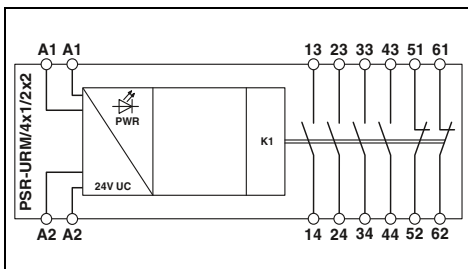 A1 A1 13 23 33 43 51 61
PSR-URM/4x1/2x2
PWR
K1
24V UC
A2 A2 14 24 34 44 52 62